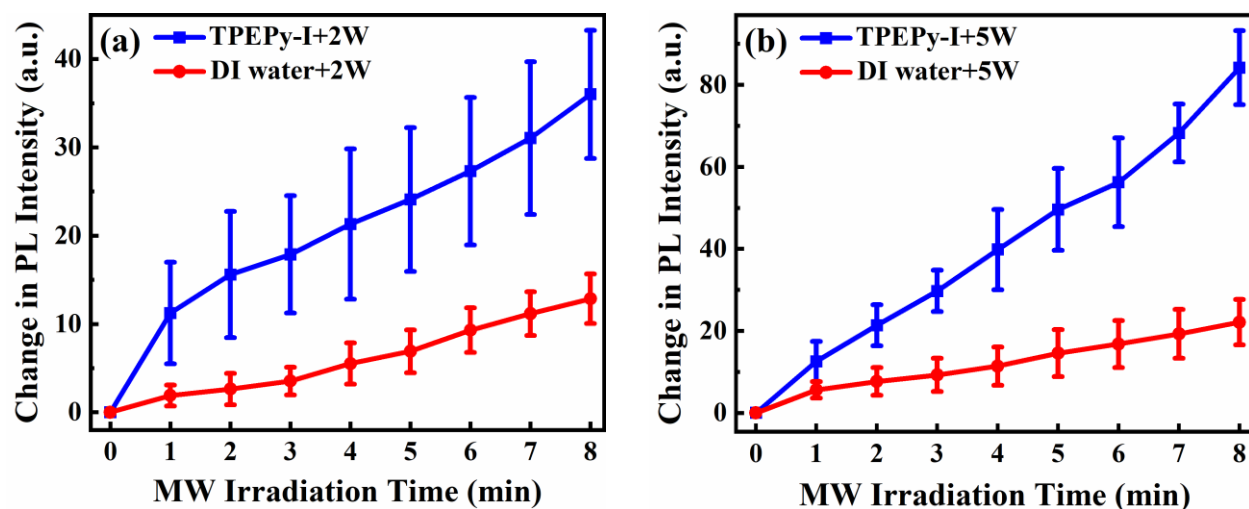 (a)
TPEPy-I+2W
DI water+2W
Change in PL Intensity (a.u.)
40
30
20
10
0
0 1 2 3 4 5 6 7 8
MW Irradiation Time (min)
(b)
TPEPy-I+5W
DI water+5W
Change in PL Intensity (a.u.)
80
60
40
20
0
0 1 2 3 4 5 6 7 8
MW Irradiation Time (min)